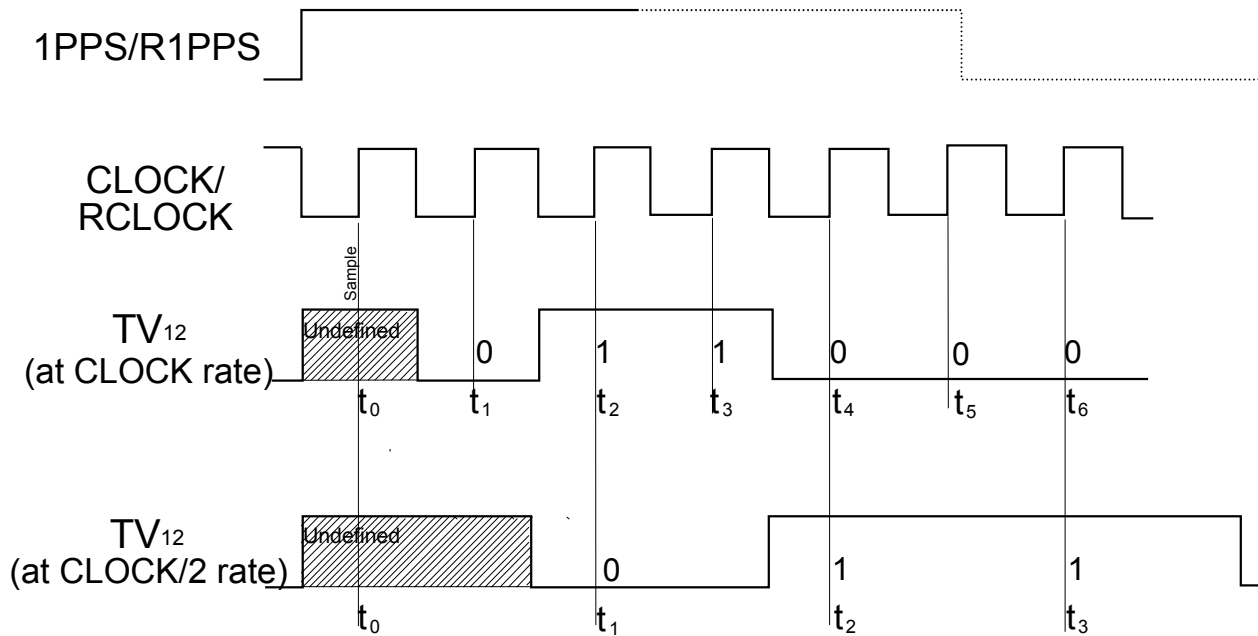 1PPS/R1PPS
CLOCK/
RCLOCK
Sample
TV12
(at CLOCK rate)
Undefined
0 1 1 0 0 0
t0 t1 t2 t3 t4 t5 t6
TV12
(at CLOCK/2 rate)
Undefined
0 1 1
t0 t1 t2 t3